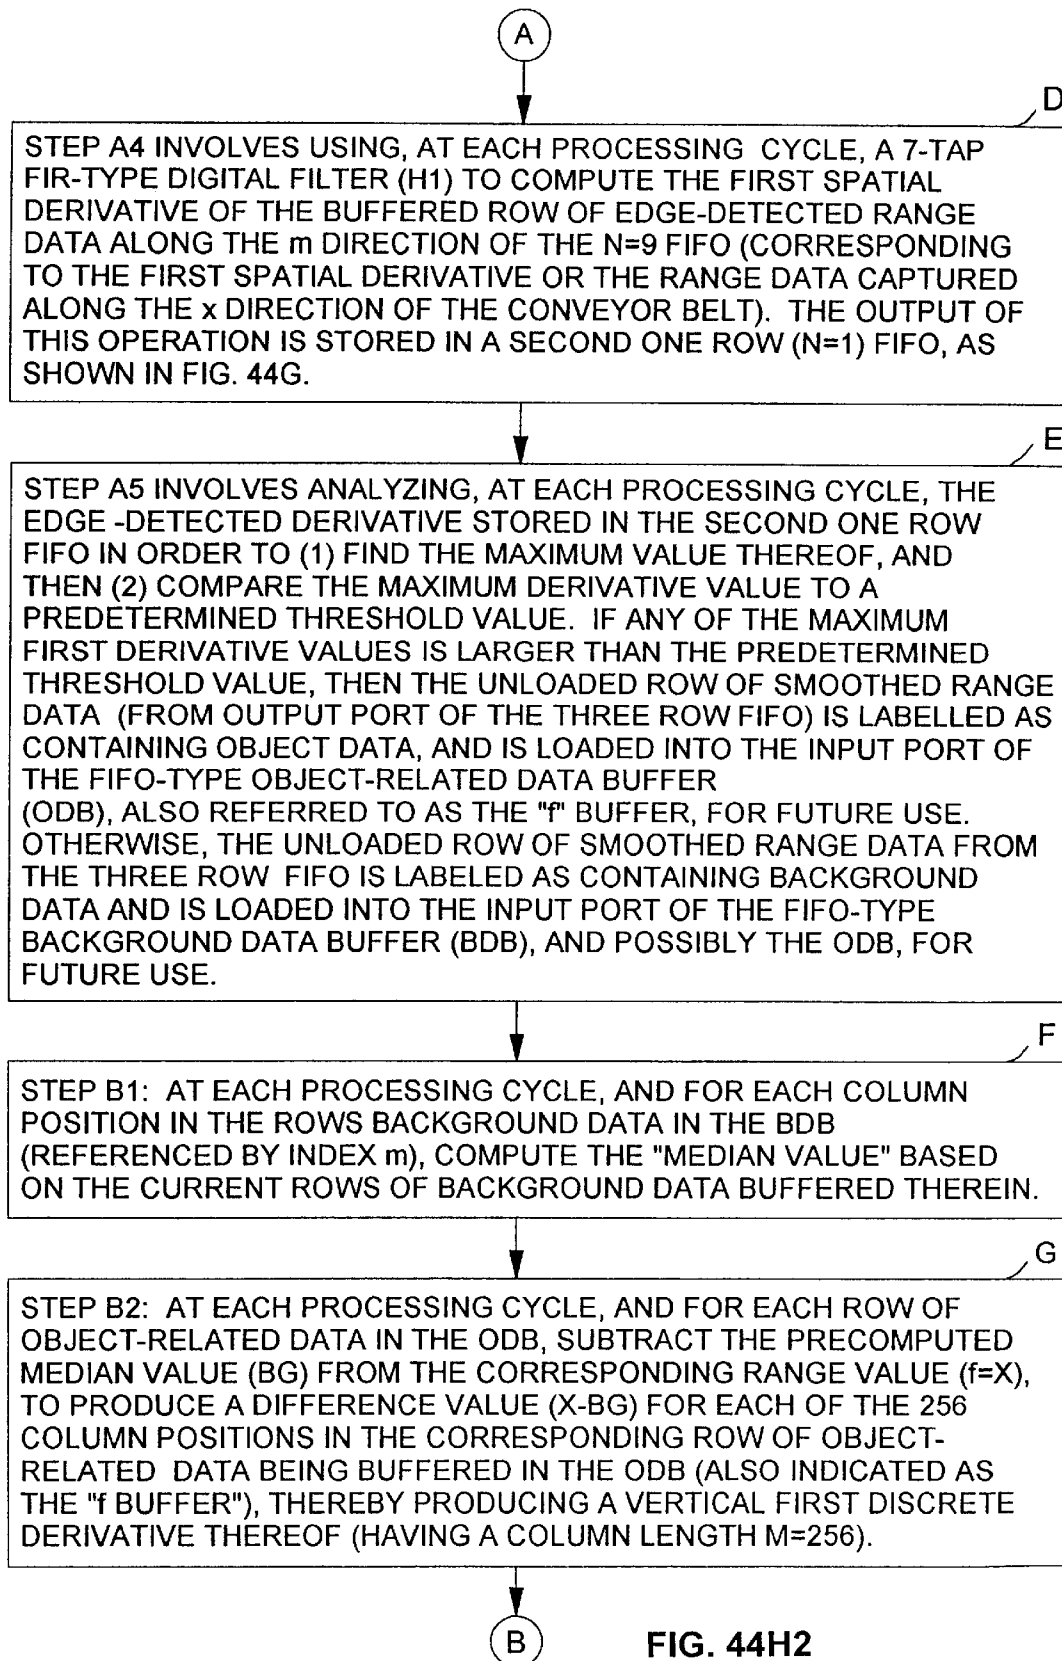 A
D
STEP A4 INVOLVES USING, AT EACH PROCESSING CYCLE, A 7-TAP
FIR-TYPE DIGITAL FILTER (H1) TO COMPUTE THE FIRST SPATIAL
DERIVATIVE OF THE BUFFERED ROW OF EDGE-DETECTED RANGE
DATA ALONG THE m DIRECTION OF THE N=9 FIFO (CORRESPONDING
TO THE FIRST SPATIAL DERIVATIVE OR THE RANGE DATA CAPTURED
ALONG THE x DIRECTION OF THE CONVEYOR BELT). THE OUTPUT OF
THIS OPERATION IS STORED IN A SECOND ONE ROW (N=1) FIFO, AS
SHOWN IN FIG. 44G.
E
STEP A5 INVOLVES ANALYZING, AT EACH PROCESSING CYCLE, THE
EDGE -DETECTED DERIVATIVE STORED IN THE SECOND ONE ROW
FIFO IN ORDER TO (1) FIND THE MAXIMUM VALUE THEREOF, AND
THEN (2) COMPARE THE MAXIMUM DERIVATIVE VALUE TO A
PREDETERMINED THRESHOLD VALUE. IF ANY OF THE MAXIMUM
FIRST DERIVATIVE VALUES IS LARGER THAN THE PREDETERMINED
THRESHOLD VALUE, THEN THE UNLOADED ROW OF SMOOTHED RANGE
DATA (FROM OUTPUT PORT OF THE THREE ROW FIFO) IS LABELLED AS
CONTAINING OBJECT DATA, AND IS LOADED INTO THE INPUT PORT OF
THE FIFO-TYPE OBJECT-RELATED DATA BUFFER
(ODB), ALSO REFERRED TO AS THE "f" BUFFER, FOR FUTURE USE.
OTHERWISE, THE UNLOADED ROW OF SMOOTHED RANGE DATA FROM
THE THREE ROW FIFO IS LABELED AS CONTAINING BACKGROUND
DATA AND IS LOADED INTO THE INPUT PORT OF THE FIFO-TYPE
BACKGROUND DATA BUFFER (BDB), AND POSSIBLY THE ODB, FOR
FUTURE USE.
F
STEP B1: AT EACH PROCESSING CYCLE, AND FOR EACH COLUMN
POSITION IN THE ROWS BACKGROUND DATA IN THE BDB
(REFERENCED BY INDEX m), COMPUTE THE "MEDIAN VALUE" BASED
ON THE CURRENT ROWS OF BACKGROUND DATA BUFFERED THEREIN.
G
STEP B2: AT EACH PROCESSING CYCLE, AND FOR EACH ROW OF
OBJECT-RELATED DATA IN THE ODB, SUBTRACT THE PRECOMPUTED
MEDIAN VALUE (BG) FROM THE CORRESPONDING RANGE VALUE (f=X),
TO PRODUCE A DIFFERENCE VALUE (X-BG) FOR EACH OF THE 256
COLUMN POSITIONS IN THE CORRESPONDING ROW OF OBJECT-
RELATED DATA BEING BUFFERED IN THE ODB (ALSO INDICATED AS
THE "f BUFFER"), THEREBY PRODUCING A VERTICAL FIRST DISCRETE
DERIVATIVE THEREOF (HAVING A COLUMN LENGTH M=256).
B
FIG. 44H2